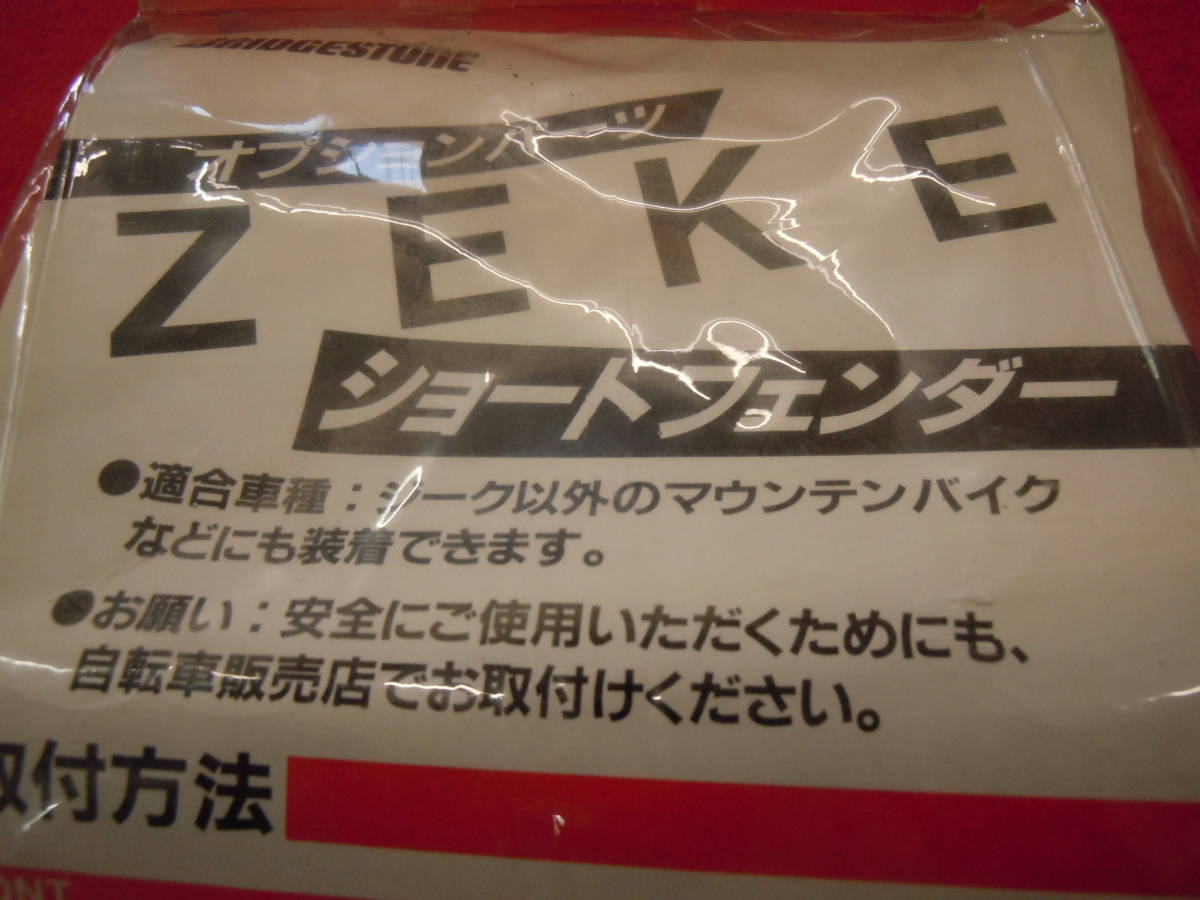 BRIDGESTONE
オプションパーツ
ZEKE
ショートフェンダー
●適合車種：ジーク以外のマウンテンバイク
などにも装着できます。
●お願い：安全にご使用いただくためにも、
自転車販売店でお取付けください。
取付方法